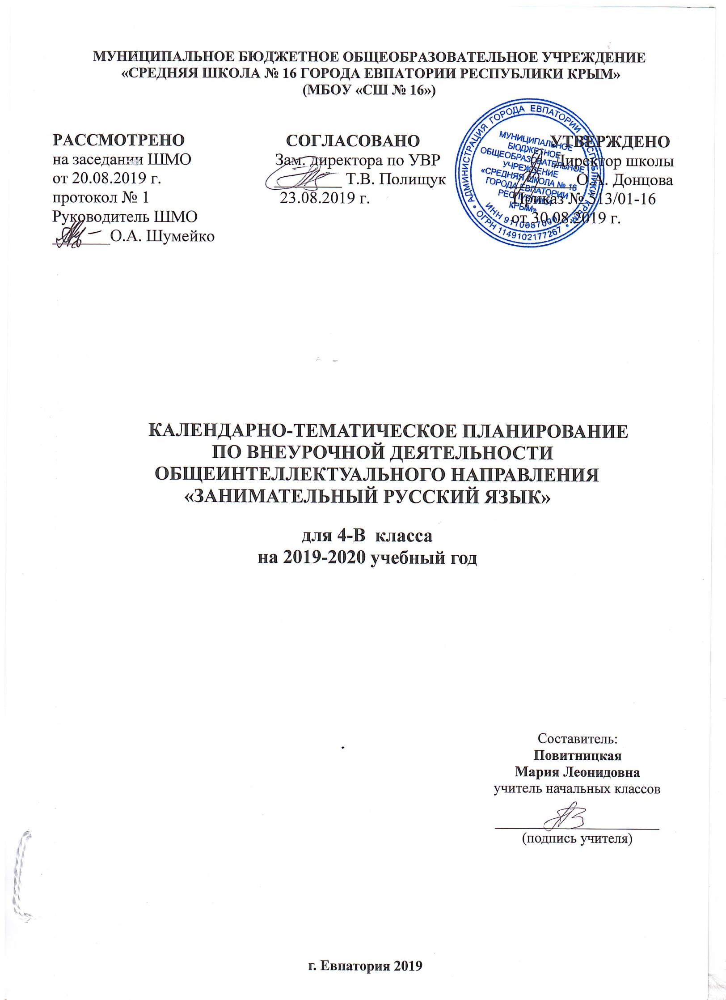 МУНИЦИПАЛЬНОЕ БЮДЖЕТНОЕ ОБЩЕОБРАЗОВАТЕЛЬНОЕ УЧРЕЖДЕНИЕ
«СРЕДНЯЯ ШКОЛА № 16 ГОРОДА ЕВПАТОРИИ РЕСПУБЛИКИ КРЫМ»
(МБОУ «СШ № 16»)
РАССМОТРЕНО
на заседании ШМО
от 20.08.2019 г.
протокол № 1
Руководитель ШМО
О.А. Шумейко
СОГЛАСОВАНО
Зам. директора по УВР
Т.В. Полищук
23.08.2019 г.
УТВЕРЖДЕНО
Директор школы
О.А. Донцова
Приказ № 513/01-16
от 30.08.2019 г.
АДМИНИСТРАЦИЯ ГОРОДА ЕВПАТОРИИ РЕСПУБЛИКИ КРЫМ
ОГРН 1149102177267
МУНИЦИПАЛЬНОЕ
БЮДЖЕТНОЕ
ОБЩЕОБРАЗОВАТЕЛЬНОЕ
УЧРЕЖДЕНИЕ
«СРЕДНЯЯ ШКОЛА № 16
ГОРОДА ЕВПАТОРИИ
РЕСПУБЛИКИ
КРЫМ»
ИНН
КАЛЕНДАРНО-ТЕМАТИЧЕСКОЕ ПЛАНИРОВАНИЕ
ПО ВНЕУРОЧНОЙ ДЕЯТЕЛЬНОСТИ
ОБЩЕИНТЕЛЛЕКТУАЛЬНОГО НАПРАВЛЕНИЯ
«ЗАНИМАТЕЛЬНЫЙ РУССКИЙ ЯЗЫК»
для 4-В класса
на 2019-2020 учебный год
Составитель:
Повитницкая
Мария Леонидовна
учитель начальных классов
(подпись учителя)
г. Евпатория 2019